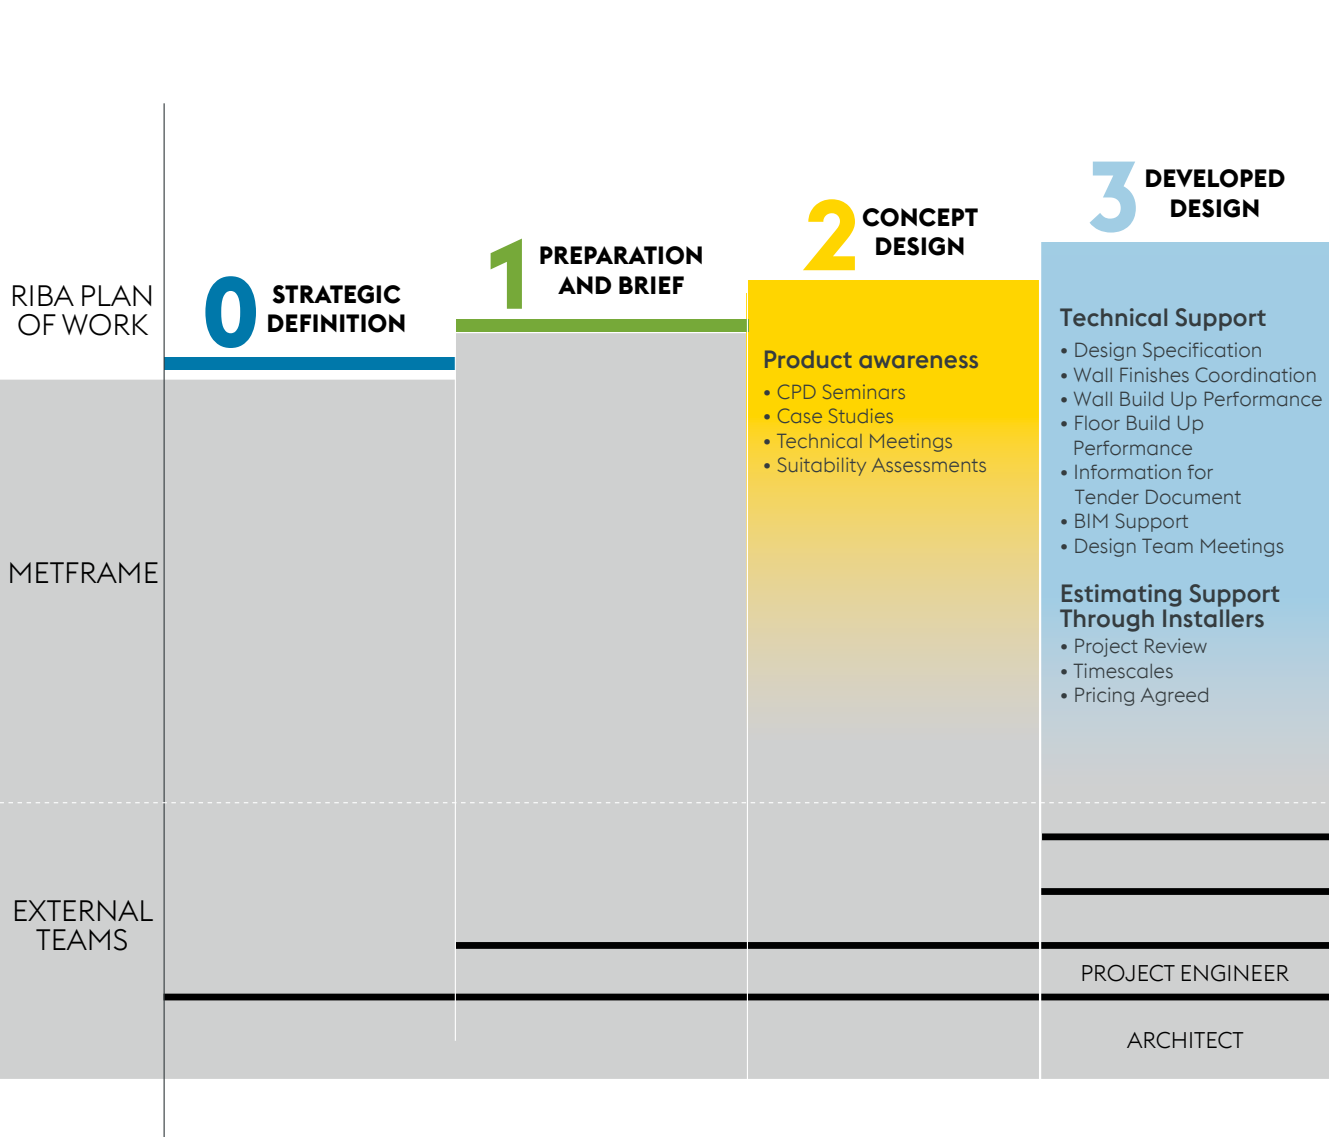 RIBA PLAN
OF WORK
0
STRATEGIC
DEFINITION
1
PREPARATION
AND BRIEF
2
CONCEPT
DESIGN
3
DEVELOPED
DESIGN
METFRAME
Product awareness
• CPD Seminars
• Case Studies
• Technical Meetings
• Suitability Assessments
Technical Support
• Design Specification
• Wall Finishes Coordination
• Wall Build Up Performance
• Floor Build Up
Performance
• Information for
Tender Document
• BIM Support
• Design Team Meetings
Estimating Support
Through Installers
• Project Review
• Timescales
• Pricing Agreed
EXTERNAL
TEAMS
PROJECT ENGINEER
ARCHITECT